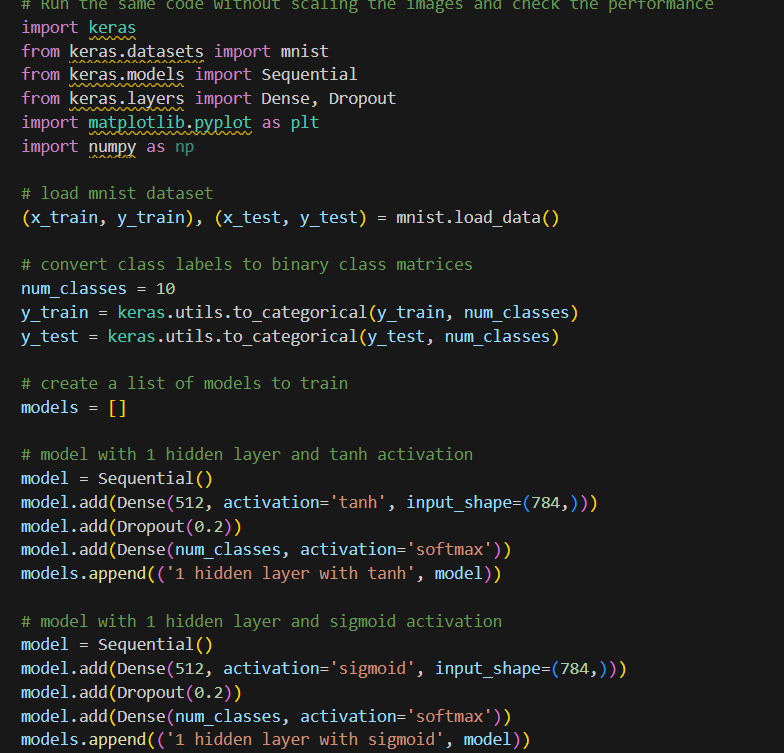 # Run the same code without scaling the images and check the performance
import keras
from keras.datasets import mnist
from keras.models import Sequential
from keras.layers import Dense, Dropout
import matplotlib.pyplot as plt
import numpy as np
# load mnist dataset
(x_train, y_train), (x_test, y_test) = mnist.load_data()
# convert class labels to binary class matrices
num_classes = 10
y_train = keras.utils.to_categorical(y_train, num_classes)
y_test = keras.utils.to_categorical(y_test, num_classes)
# create a list of models to train
models = []
# model with 1 hidden layer and tanh activation
model = Sequential()
model.add(Dense(512, activation='tanh', input_shape=(784,)))
model.add(Dropout(0.2))
model.add(Dense(num_classes, activation='softmax'))
models.append(('1 hidden layer with tanh', model))
# model with 1 hidden layer and sigmoid activation
model = Sequential()
model.add(Dense(512, activation='sigmoid', input_shape=(784,)))
model.add(Dropout(0.2))
model.add(Dense(num_classes, activation='softmax'))
models.append(('1 hidden layer with sigmoid', model))